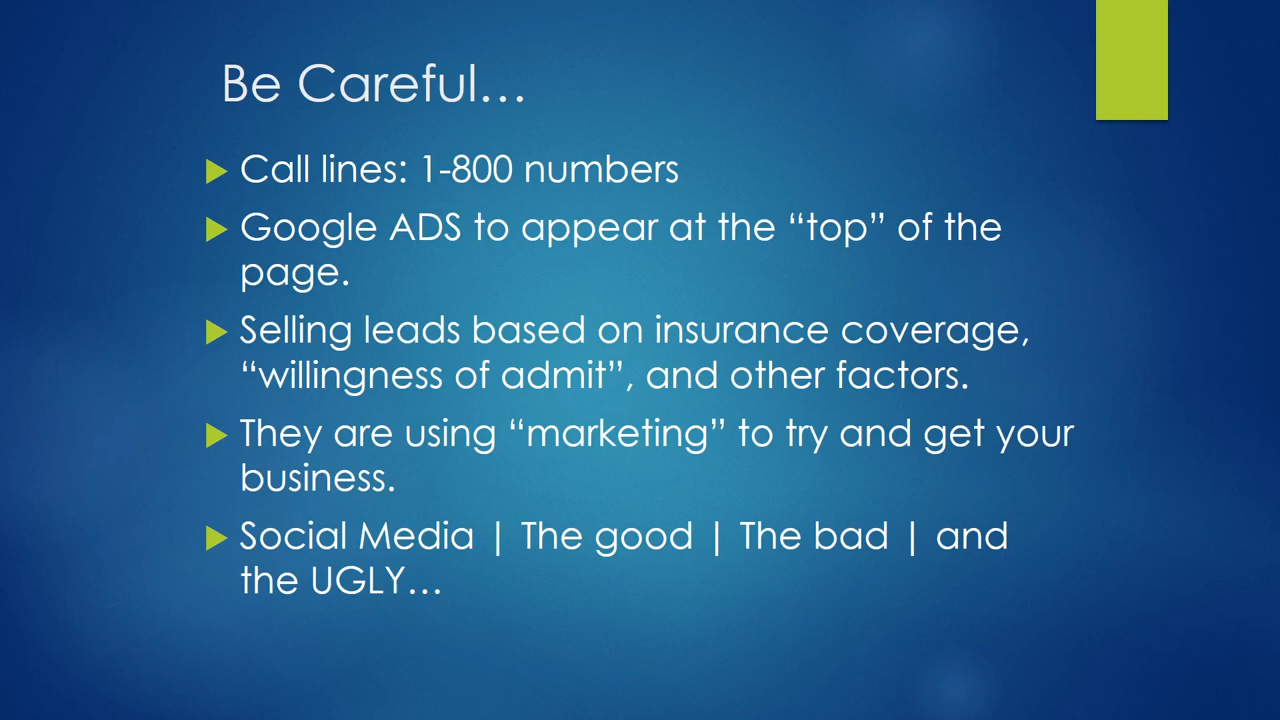 Be Careful…
Call lines: 1-800 numbers
Google ADS to appear at the “top” of the
page.
Selling leads based on insurance coverage,
“willingness of admit”, and other factors.
They are using “marketing” to try and get your
business.
Social Media | The good | The bad | and
the UGLY…